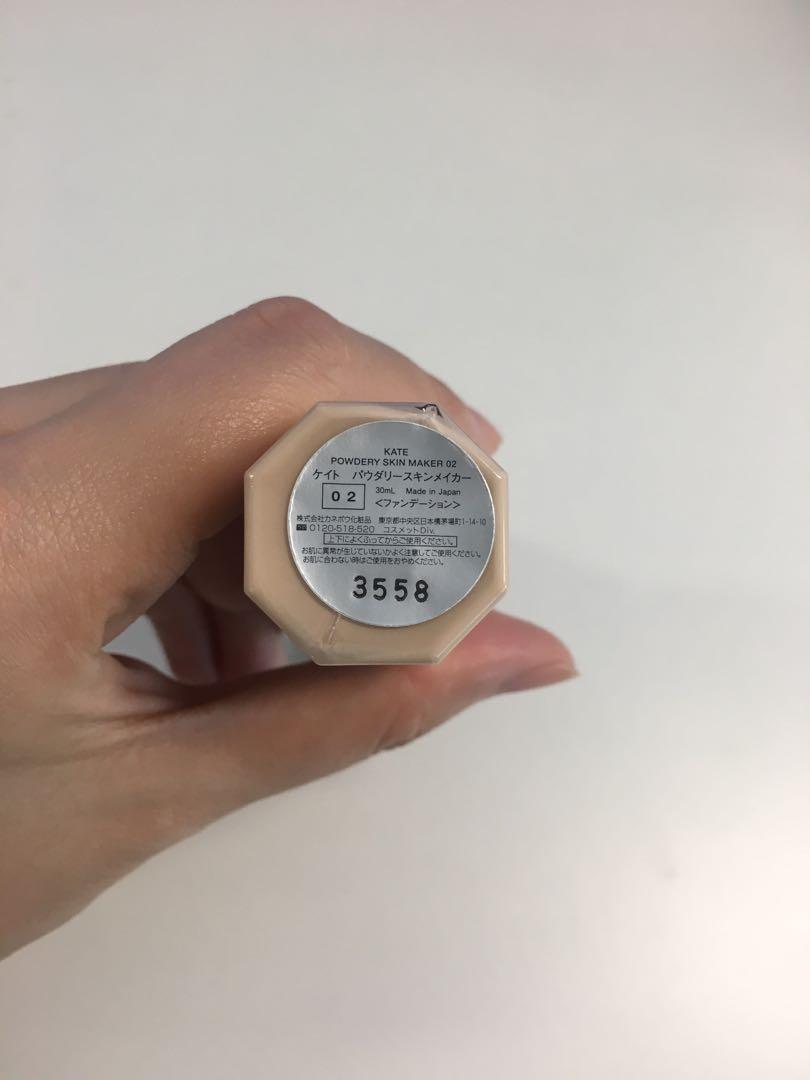 KATE
POWDERY SKIN MAKER 02
ケイト パウダリースキンメイカー
02 30mL Made in Japan
<ファンデーション>
株式会社カネボウ化粧品 東京都中央区日本橋茅場町1-14-10
0120-518-520 コスメットDiv.
上下によくふってからご使用ください。
お肌に異常が生じていないかよく注意してご使用ください。
お肌に合わない時はご使用をおやめください。
3558